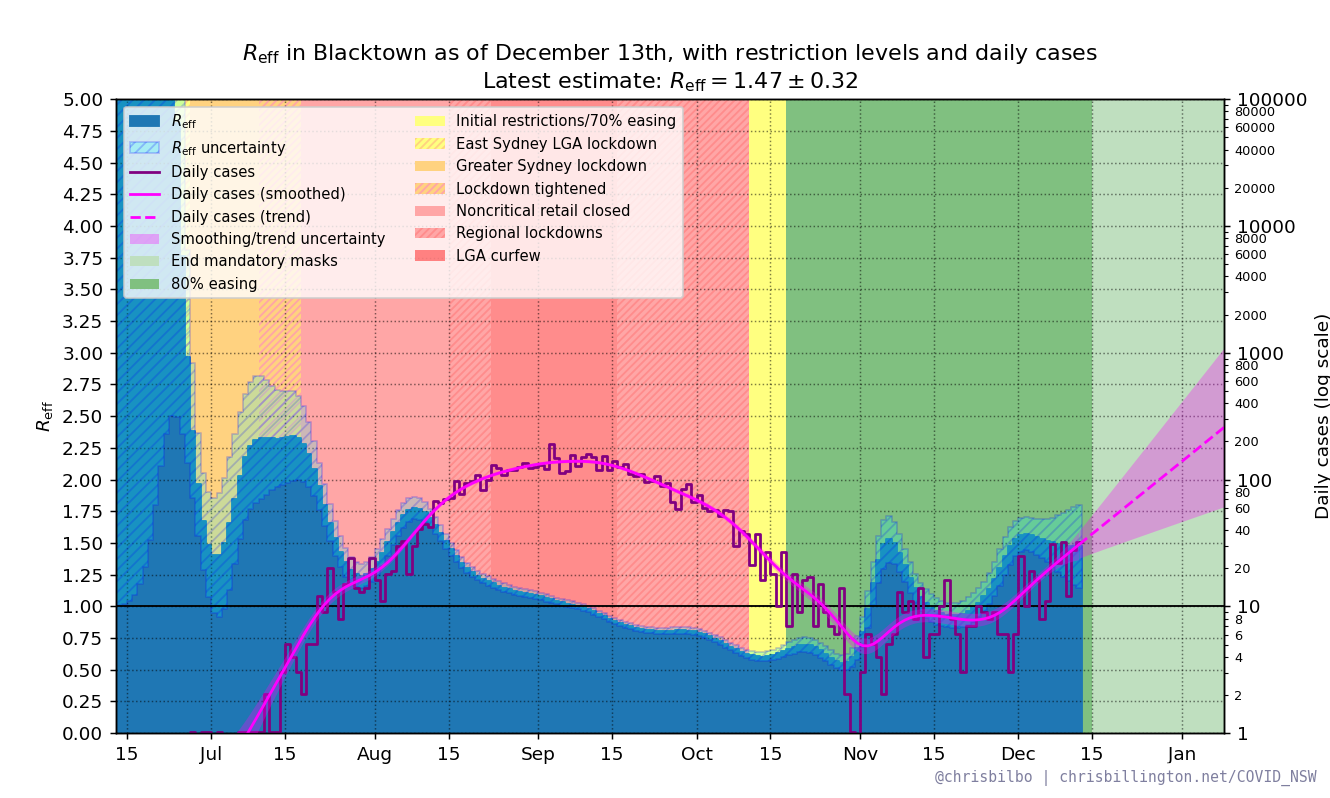 R_eff in Blacktown as of December 13th, with restriction levels and daily cases
Latest estimate: R_eff = 1.47 ± 0.32
R_eff
R_eff uncertainty
Daily cases
Daily cases (smoothed)
Daily cases (trend)
Smoothing/trend uncertainty
End mandatory masks
80% easing
Initial restrictions/70% easing
East Sydney LGA lockdown
Greater Sydney lockdown
Lockdown tightened
Noncritical retail closed
Regional lockdowns
LGA curfew
R_eff
5.00
4.75
4.50
4.25
4.00
3.75
3.50
3.25
3.00
2.75
2.50
2.25
2.00
1.75
1.50
1.25
1.00
0.75
0.50
0.25
0.00
15 Jul 15 Aug 15 Sep 15 Oct 15 Nov 15 Dec 15 Jan
100000
80000
60000
40000
20000
10000
8000
6000
4000
2000
1000
800
600
400
200
100
80
60
40
20
10
8
6
4
2
1
Daily cases (log scale)
@chrisbilbo | chrisbillington.net/COVID_NSW